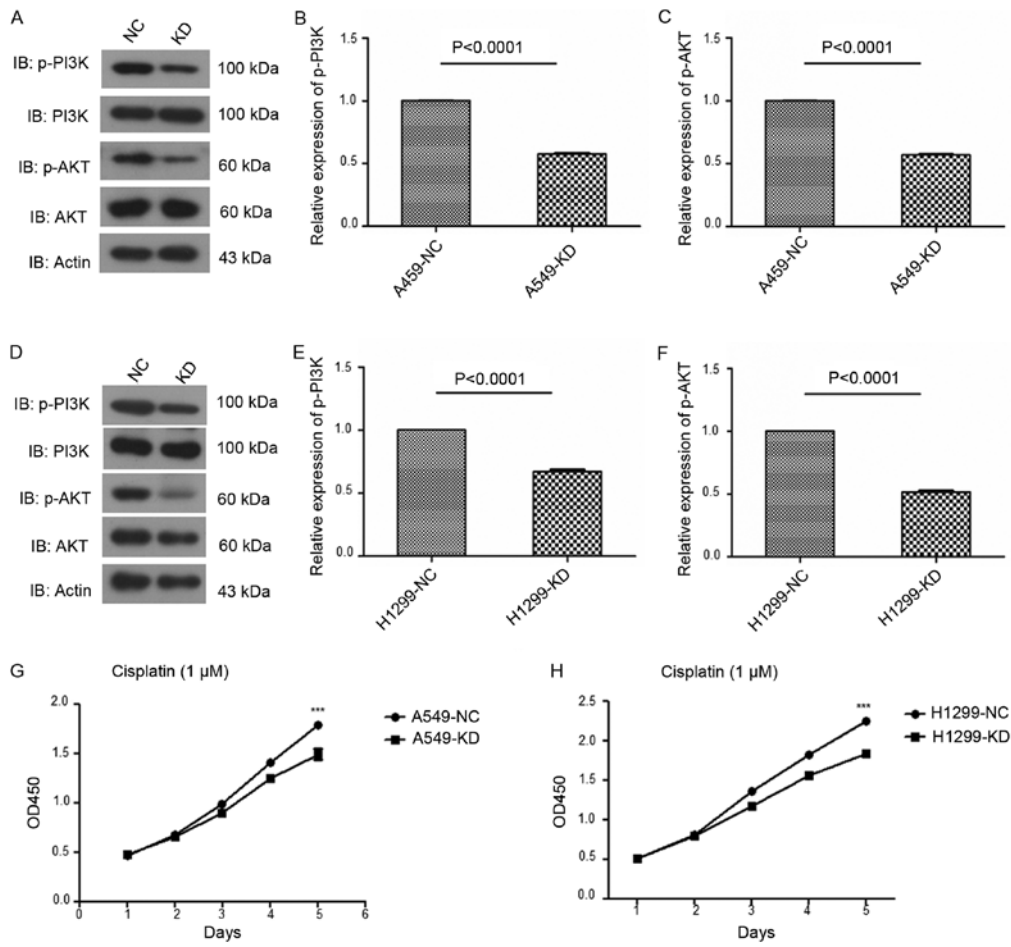 A
NC KD
IB: p-PI3K 100 kDa
IB: PI3K 100 kDa
IB: p-AKT 60 kDa
IB: AKT 60 kDa
IB: Actin 43 kDa
B
Relative expression of p-PI3K
1.5
1.0
0.5
0.0
P<0.0001
A459-NC
A549-KD
C
Relative expression of p-AKT
1.5
1.0
0.5
0.0
P<0.0001
A459-NC
A549-KD
D
NC KD
IB: p-PI3K 100 kDa
IB: PI3K 100 kDa
IB: p-AKT 60 kDa
IB: AKT 60 kDa
IB: Actin 43 kDa
E
Relative expression of p-PI3K
1.5
1.0
0.5
0.0
P<0.0001
H1299-NC
H1299-KD
F
Relative expression of p-AKT
1.5
1.0
0.5
0.0
P<0.0001
H1299-NC
H1299-KD
G
Cisplatin (1 μM)
OD450
2.0
1.5
1.0
0.5
0.0
***
A549-NC
A549-KD
0 1 2 3 4 5 6
Days
H
Cisplatin (1 μM)
OD450
2.5
2.0
1.5
1.0
0.5
0.0
***
H1299-NC
H1299-KD
1 2 3 4 5
Days